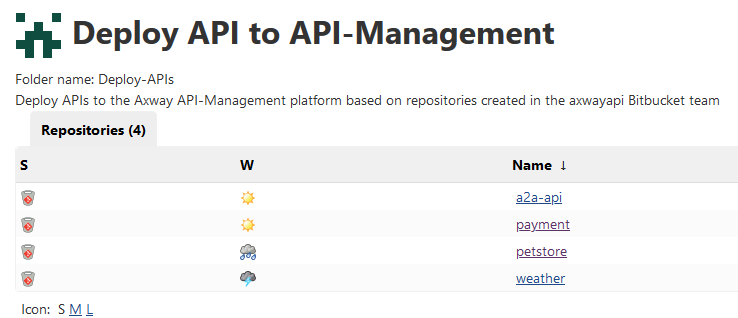 Deploy API to API-Management
Folder name: Deploy-APIs
Deploy APIs to the Axway API-Management platform based on repositories created in the axwayapi Bitbucket team
Repositories (4)
S W Name ↓
a2a-api
payment
petstore
weather
Icon: S M L